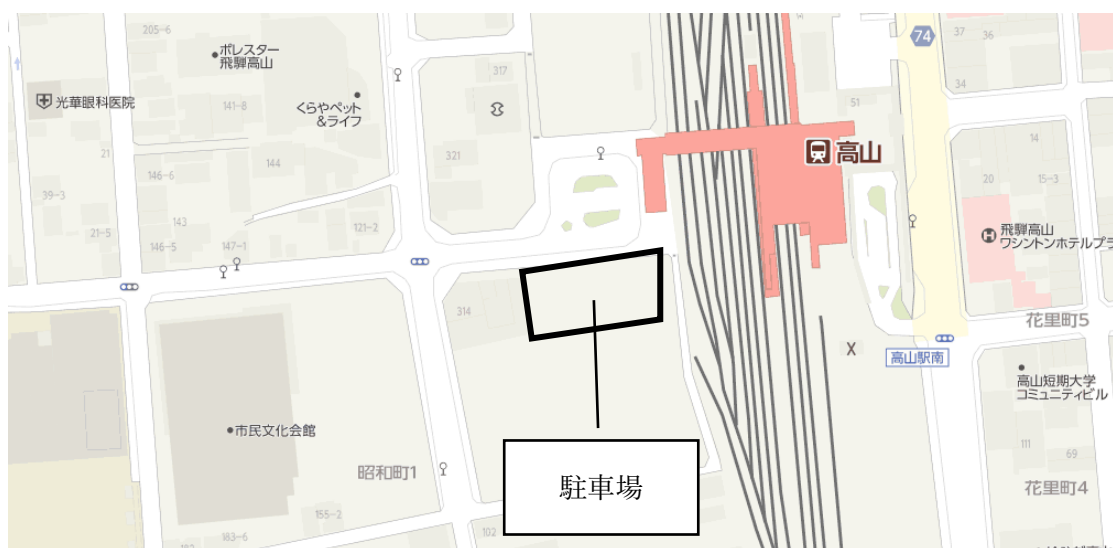 205-6
ポレスター
飛騨高山
光華眼科医院
141-8
くらやペット
&ライフ
317
74
37
36
34
51
21
144
321
146-6
39-3
143
21-5
146-5
147-1
121-2
高山
14
20
15-3
飛騨高山
ワシントンホテルプラ
314
花里町5
高山駅南
高山短期大学
コミュニティビル
市民文化会館
昭和町1
駐車場
111
69
花里町4
155-2
183-6
102